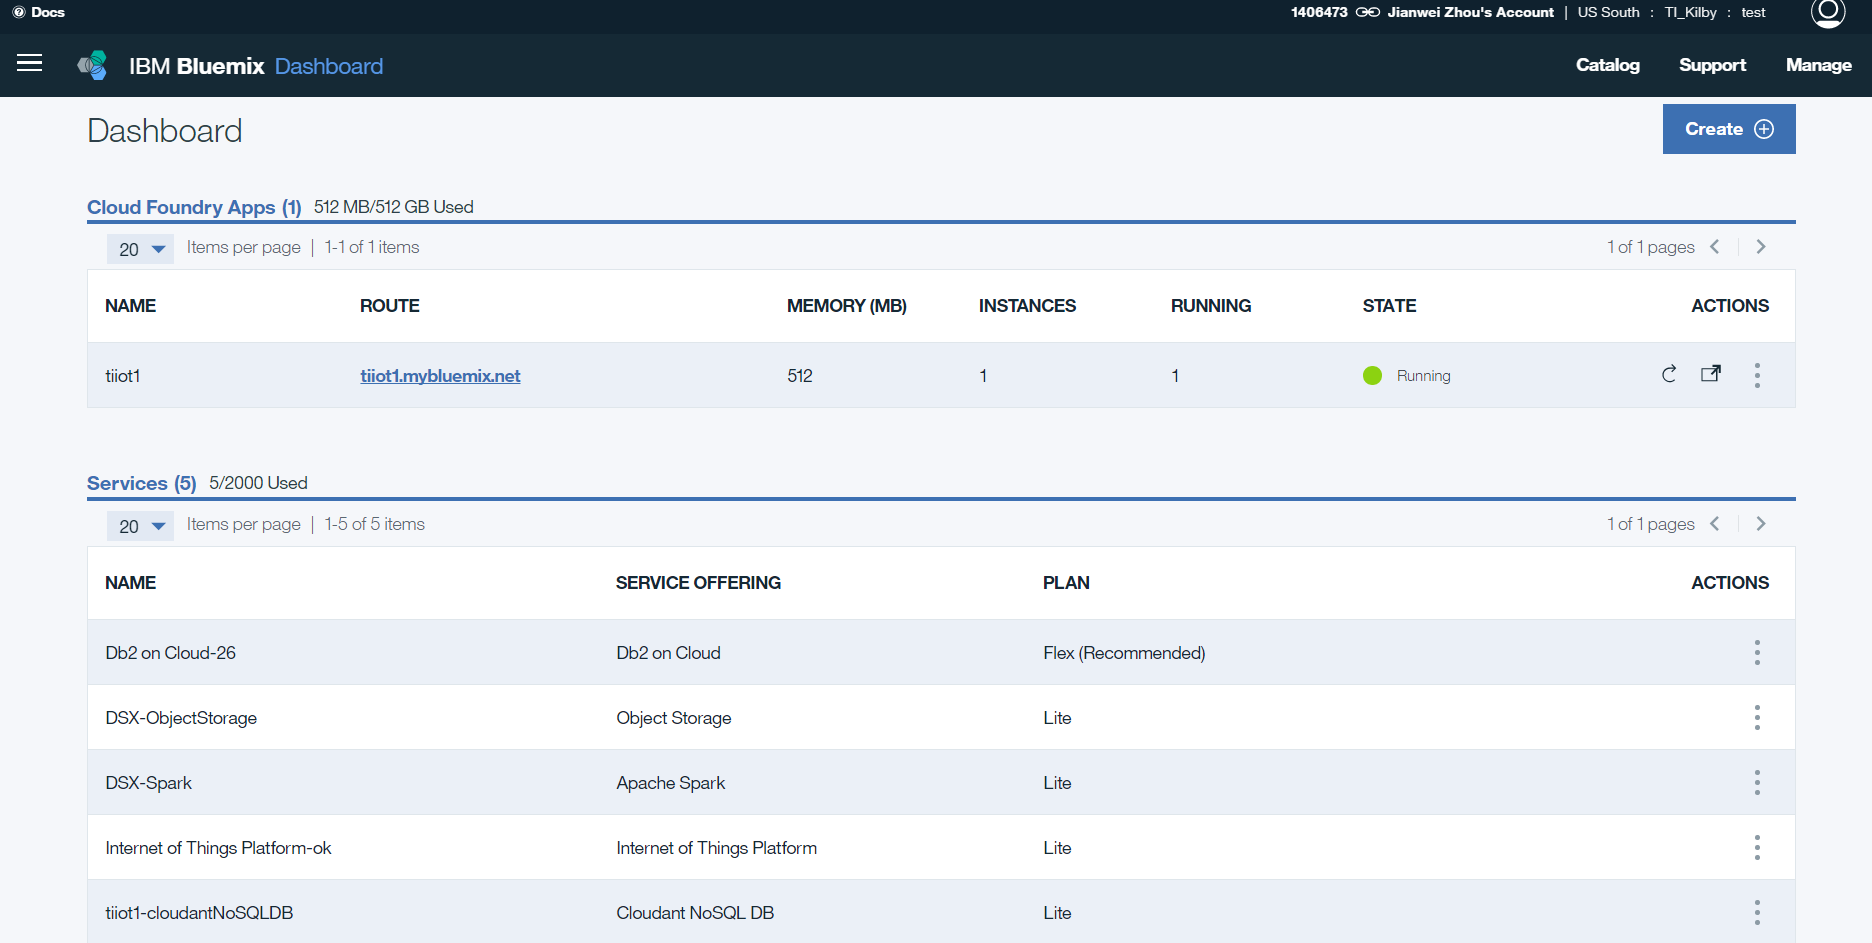 Docs
1406473 Jianwei Zhou's Account | US South : TI_Kilby : test
IBM Bluemix Dashboard
Catalog Support Manage
Dashboard
Create
Cloud Foundry Apps (1) 512 MB/512 GB Used
20 Items per page | 1-1 of 1 items 1 of 1 pages
NAME ROUTE MEMORY (MB) INSTANCES RUNNING STATE ACTIONS
tiiot1 tiiot1.mybluemix.net 512 1 1 Running
Services (5) 5/2000 Used
20 Items per page | 1-5 of 5 items 1 of 1 pages
NAME SERVICE OFFERING PLAN ACTIONS
Db2 on Cloud-26 Db2 on Cloud Flex (Recommended)
DSX-ObjectStorage Object Storage Lite
DSX-Spark Apache Spark Lite
Internet of Things Platform-ok Internet of Things Platform Lite
tiiot1-cloudantNoSQLDB Cloudant NoSQL DB Lite